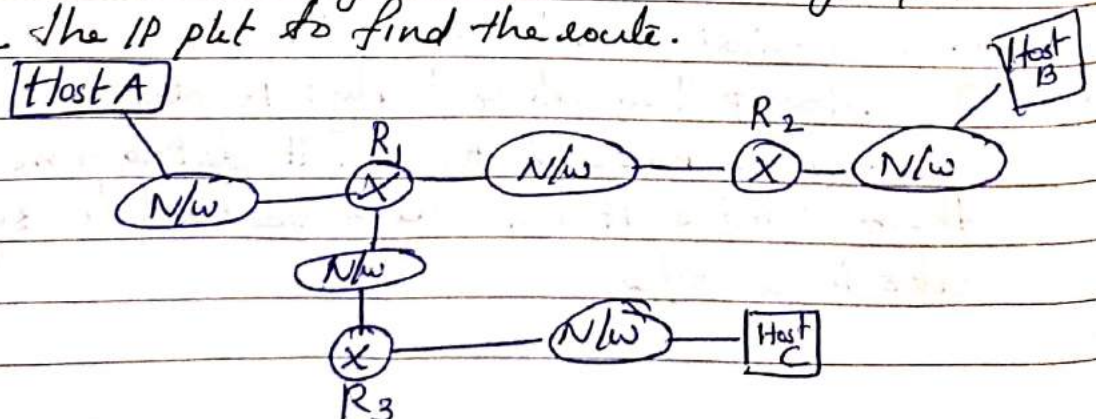 the IP pkt to find the route.
Host A
Host
B
R1
R2
N/w
X
N/w
X
N/w
N/w
X
N/w
Host
C
R3